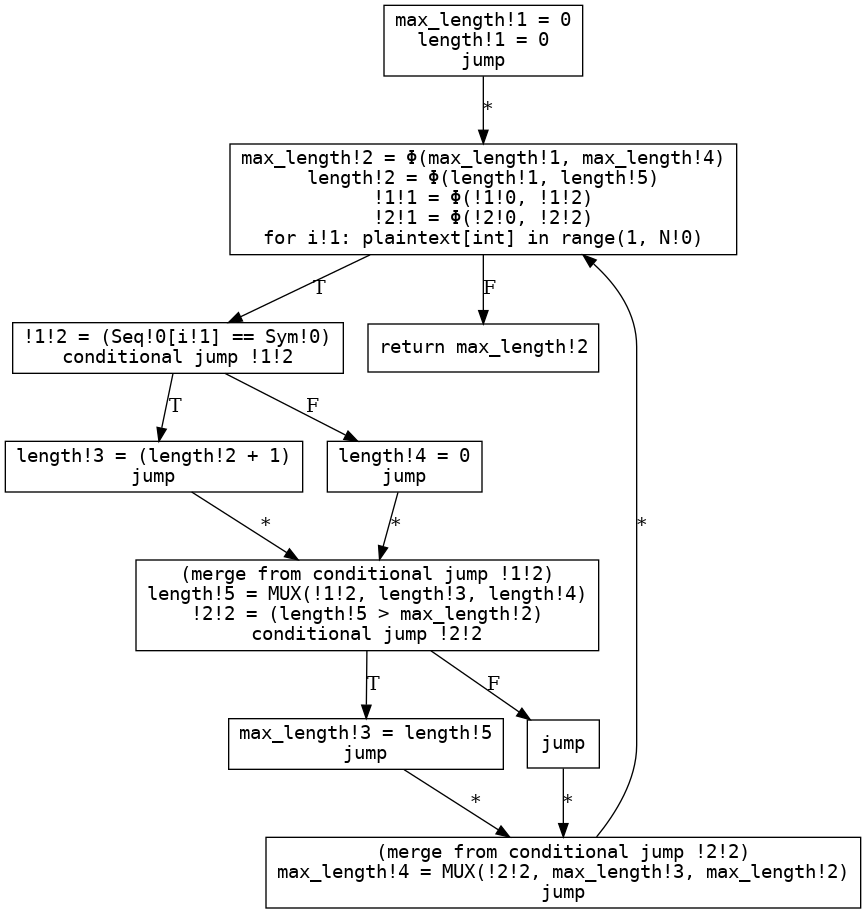 max_length!1 = 0
length!1 = 0
jump
*
max_length!2 = Φ(max_length!1, max_length!4)
length!2 = Φ(length!1, length!5)
!1!1 = Φ(!1!0, !1!2)
!2!1 = Φ(!2!0, !2!2)
for i!1: plaintext[int] in range(1, N!0)
T
F
!1!2 = (Seq!0[i!1] == Sym!0)
conditional jump !1!2
return max_length!2
T
F
length!3 = (length!2 + 1)
jump
length!4 = 0
jump
*
*
*
(merge from conditional jump !1!2)
length!5 = MUX(!1!2, length!3, length!4)
!2!2 = (length!5 > max_length!2)
conditional jump !2!2
T
F
max_length!3 = length!5
jump
jump
*
*
(merge from conditional jump !2!2)
max_length!4 = MUX(!2!2, max_length!3, max_length!2)
jump